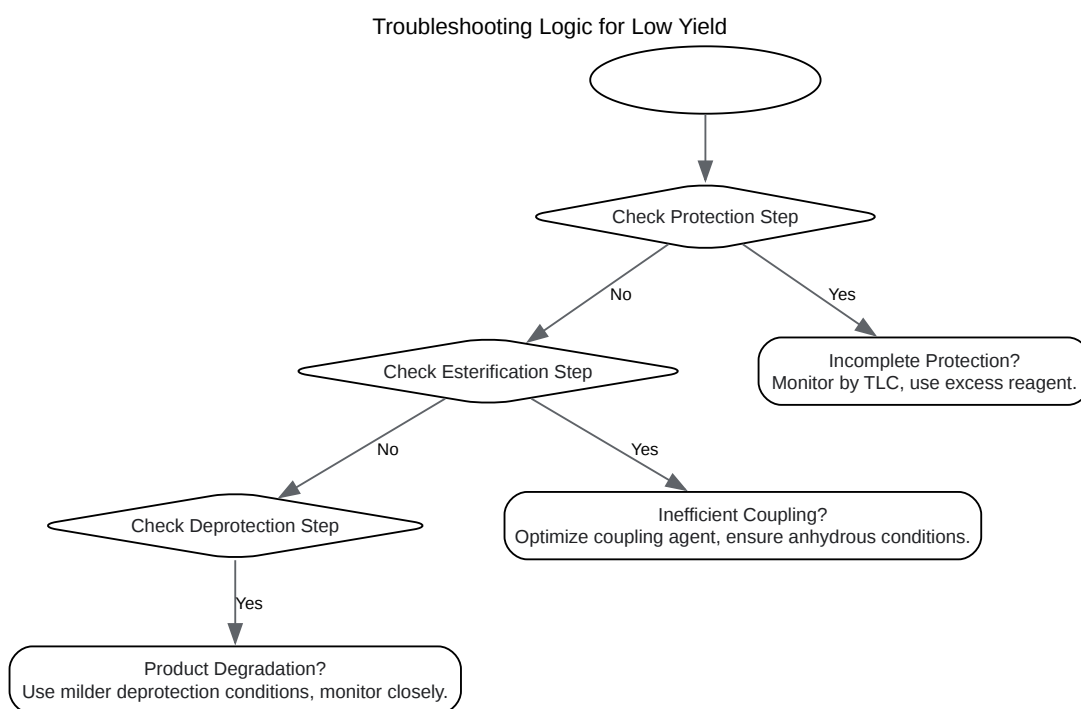 Troubleshooting Logic for Low Yield
Check Protection Step
No
Yes
Check Esterification Step
Incomplete Protection?
Monitor by TLC, use excess reagent.
No
Yes
Check Deprotection Step
Inefficient Coupling?
Optimize coupling agent, ensure anhydrous conditions.
Yes
Product Degradation?
Use milder deprotection conditions, monitor closely.